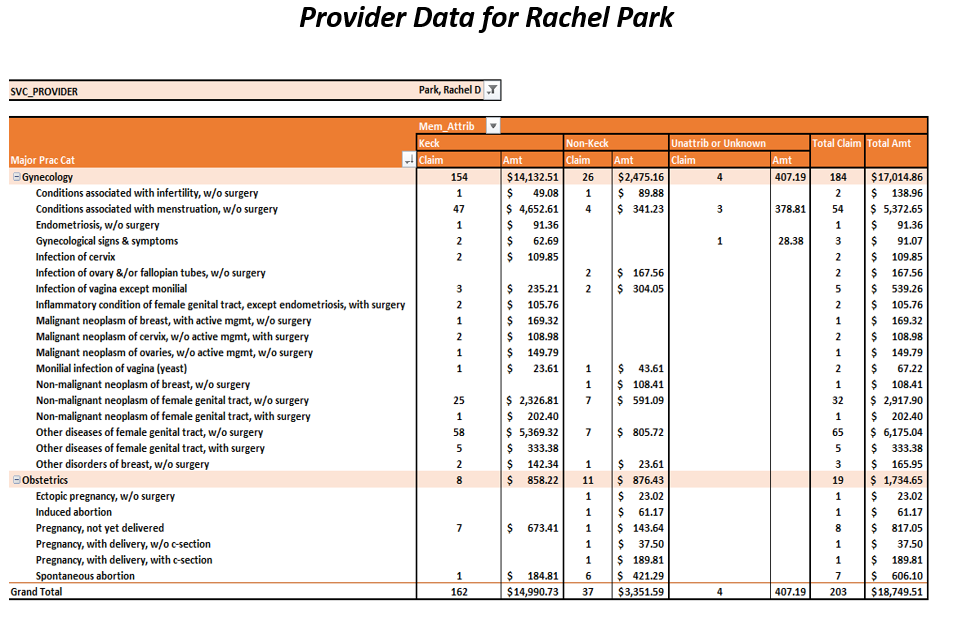 Provider Data for Rachel Park
SVC_PROVIDER Park, Rachel D
Mem_Attrib
Keck Non-Keck Unattrib or Unknown Total Claim Total Amt
Major Prac Cat Claim Amt Claim Amt Claim Amt
Gynecology 154 $14,132.51 26 $2,475.16 4 407.19 184 $17,014.86
Conditions associated with infertility, w/o surgery 1 $ 49.08 1 $ 89.88 2 $ 138.96
Conditions associated with menstruation, w/o surgery 47 $ 4,652.61 4 $ 341.23 3 378.81 54 $ 5,372.65
Endometriosis, w/o surgery 1 $ 91.36 1 $ 91.36
Gynecological signs & symptoms 2 $ 62.69 1 28.38 3 $ 91.07
Infection of cervix 2 $ 109.85 2 $ 109.85
Infection of ovary &/or fallopian tubes, w/o surgery 2 $ 167.56 2 $ 167.56
Infection of vagina except monilial 3 $ 235.21 2 $ 304.05 5 $ 539.26
Inflammatory condition of female genital tract, except endometriosis, with surgery 2 $ 105.76 2 $ 105.76
Malignant neoplasm of breast, with active mgmt, w/o surgery 1 $ 169.32 1 $ 169.32
Malignant neoplasm of cervix, w/o active mgmt, with surgery 2 $ 108.98 2 $ 108.98
Malignant neoplasm of ovaries, w/o active mgmt, w/o surgery 1 $ 149.79 1 $ 149.79
Monilial infection of vagina (yeast) 1 $ 23.61 1 $ 43.61 2 $ 67.22
Non-malignant neoplasm of breast, w/o surgery 1 $ 108.41 1 $ 108.41
Non-malignant neoplasm of female genital tract, w/o surgery 25 $ 2,326.81 7 $ 591.09 32 $ 2,917.90
Non-malignant neoplasm of female genital tract, with surgery 1 $ 202.40 1 $ 202.40
Other diseases of female genital tract, w/o surgery 58 $ 5,369.32 7 $ 805.72 65 $ 6,175.04
Other diseases of female genital tract, with surgery 5 $ 333.38 5 $ 333.38
Other disorders of breast, w/o surgery 2 $ 142.34 1 $ 23.61 3 $ 165.95
Obstetrics 8 $ 858.22 11 $ 876.43 19 $ 1,734.65
Ectopic pregnancy, w/o surgery 1 $ 23.02 1 $ 23.02
Induced abortion 1 $ 61.17 1 $ 61.17
Pregnancy, not yet delivered 7 $ 673.41 1 $ 143.64 8 $ 817.05
Pregnancy, with delivery, w/o c-section 1 $ 37.50 1 $ 37.50
Pregnancy, with delivery, with c-section 1 $ 189.81 1 $ 189.81
Spontaneous abortion 1 $ 184.81 6 $ 421.29 7 $ 606.10
Grand Total 162 $14,990.73 37 $3,351.59 4 407.19 203 $18,749.51